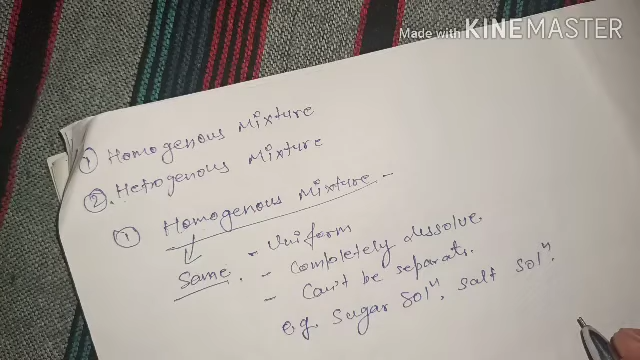 Made with KINEMASTER
① Homogenous Mixture
②. Hetrogenous Mixture
① Homogenous Mixture -
Same. - Uniform
- Completely dissolve.
- Can't be separats.
e.g. Sugar Solⁿ, Salt Solⁿ.